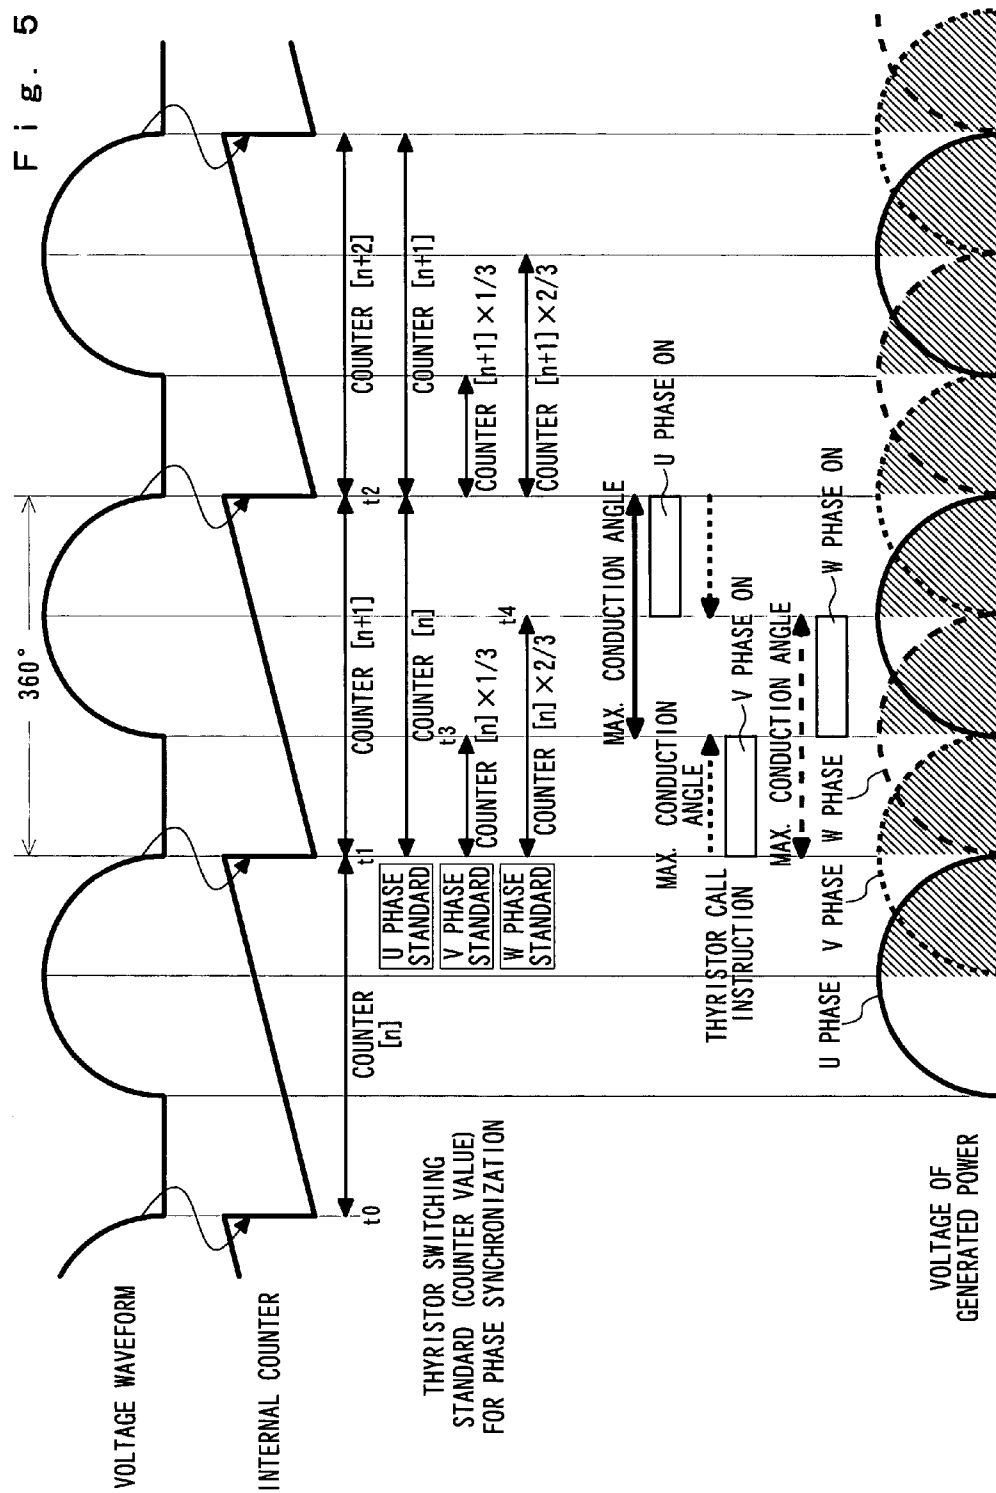 Fig. 5
360°
VOLTAGE WAVEFORM
INTERNAL COUNTER
t0
t1
t2
COUNTER
[n]
COUNTER [n+1]
COUNTER [n+2]
THYRISTOR SWITCHING
STANDARD (COUNTER VALUE)
FOR PHASE SYNCHRONIZATION
U PHASE
STANDARD
COUNTER [n]
COUNTER [n+1]
V PHASE
STANDARD
t3
COUNTER [n]×1/3
COUNTER [n+1]×1/3
W PHASE
STANDARD
t4
COUNTER [n]×2/3
COUNTER [n+1]×2/3
MAX. CONDUCTION ANGLE
U PHASE ON
MAX. CONDUCTION
ANGLE
THYRISTOR CALL
INSTRUCTION
V PHASE ON
MAX. CONDUCTION ANGLE
W PHASE ON
U PHASE
V PHASE
W PHASE
VOLTAGE OF
GENERATED POWER